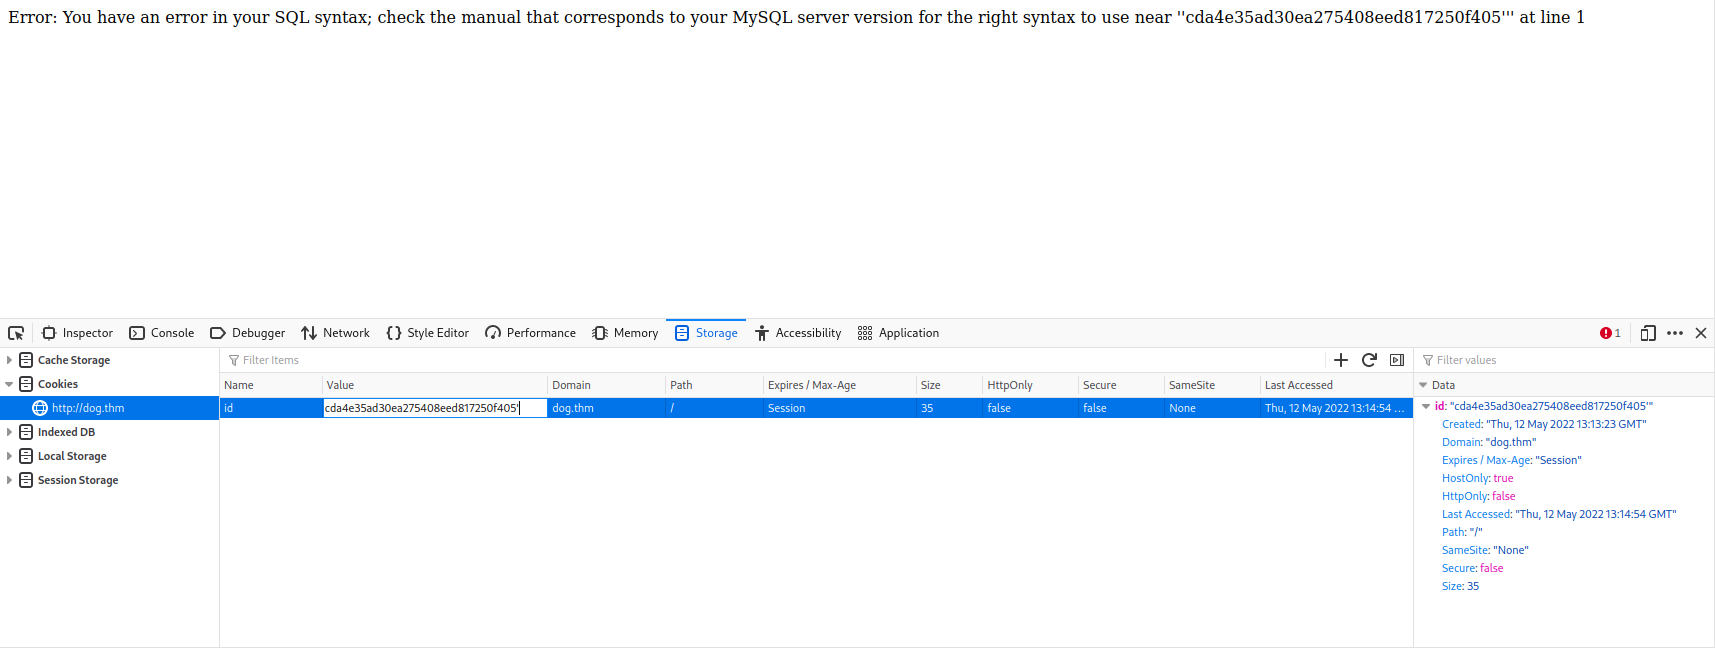 Error: You have an error in your SQL syntax; check the manual that corresponds to your MySQL server version for the right syntax to use near ''cda4e35ad30ea275408eed817250f405''' at line 1
Inspector Console Debugger Network Style Editor Performance Memory Storage Accessibility Application 1
Cache Storage
Cookies
http://dog.thm
Indexed DB
Local Storage
Session Storage
Filter Items
Name Value Domain Path Expires / Max-Age Size HttpOnly Secure SameSite Last Accessed
id cda4e35ad30ea275408eed817250f405' dog.thm / Session 35 false false None Thu, 12 May 2022 13:14:54 ...
Filter values
Data
id: "cda4e35ad30ea275408eed817250f405'"
Created: "Thu, 12 May 2022 13:13:23 GMT"
Domain: "dog.thm"
Expires / Max-Age: "Session"
HostOnly: true
HttpOnly: false
Last Accessed: "Thu, 12 May 2022 13:14:54 GMT"
Path: "/"
SameSite: "None"
Secure: false
Size: 35